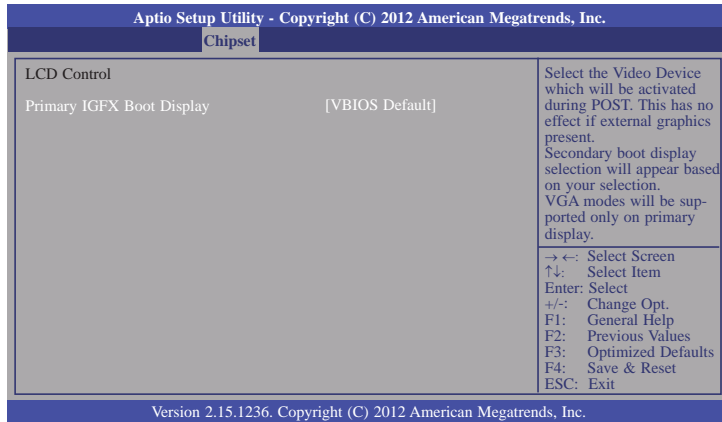 Aptio Setup Utility - Copyright (C) 2012 American Megatrends, Inc.
Chipset
LCD Control
Primary IGFX Boot Display [VBIOS Default]
Select the Video Device
which will be activated
during POST. This has no
effect if external graphics
present.
Secondary boot display
selection will appear based
on your selection.
VGA modes will be sup-
ported only on primary
display.
→ ←: Select Screen
↑↓: Select Item
Enter: Select
+/-: Change Opt.
F1: General Help
F2: Previous Values
F3: Optimized Defaults
F4: Save & Reset
ESC: Exit
Version 2.15.1236. Copyright (C) 2012 American Megatrends, Inc.